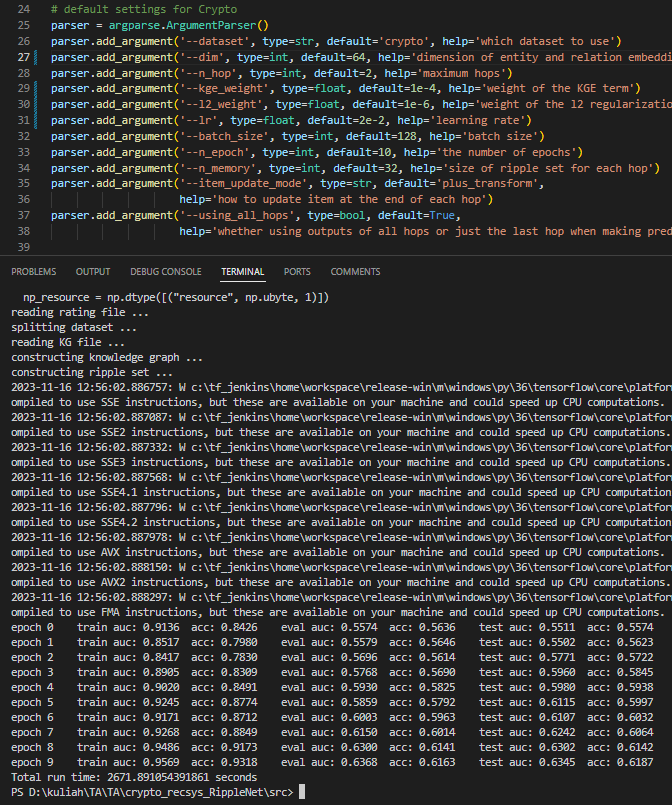 24 # default settings for Crypto
25 parser = argparse.ArgumentParser()
26 parser.add_argument('--dataset', type=str, default='crypto', help='which dataset to use')
27 parser.add_argument('--dim', type=int, default=64, help='dimension of entity and relation embeddi
28 parser.add_argument('--n_hop', type=int, default=2, help='maximum hops')
29 parser.add_argument('--kge_weight', type=float, default=1e-4, help='weight of the KGE term')
30 parser.add_argument('--l2_weight', type=float, default=1e-6, help='weight of the l2 regularizatio
31 parser.add_argument('--lr', type=float, default=2e-2, help='learning rate')
32 parser.add_argument('--batch_size', type=int, default=128, help='batch size')
33 parser.add_argument('--n_epoch', type=int, default=10, help='the number of epochs')
34 parser.add_argument('--n_memory', type=int, default=32, help='size of ripple set for each hop')
35 parser.add_argument('--item_update_mode', type=str, default='plus_transform',
36 help='how to update item at the end of each hop')
37 parser.add_argument('--using_all_hops', type=bool, default=True,
38 help='whether using outputs of all hops or just the last hop when making pred
39
PROBLEMS OUTPUT DEBUG CONSOLE TERMINAL PORTS COMMENTS
np_resource = np.dtype([("resource", np.ubyte, 1)])
reading rating file ...
splitting dataset ...
reading KG file ...
constructing knowledge graph ...
constructing ripple set ...
2023-11-16 12:56:02.886757: W c:\tf_jenkins\home\workspace\release-win\m\windows\py\36\tensorflow\core\platfor
ompiled to use SSE instructions, but these are available on your machine and could speed up CPU computations.
2023-11-16 12:56:02.887087: W c:\tf_jenkins\home\workspace\release-win\m\windows\py\36\tensorflow\core\platfor
ompiled to use SSE2 instructions, but these are available on your machine and could speed up CPU computations.
2023-11-16 12:56:02.887332: W c:\tf_jenkins\home\workspace\release-win\m\windows\py\36\tensorflow\core\platfor
ompiled to use SSE3 instructions, but these are available on your machine and could speed up CPU computations.
2023-11-16 12:56:02.887568: W c:\tf_jenkins\home\workspace\release-win\m\windows\py\36\tensorflow\core\platfor
ompiled to use SSE4.1 instructions, but these are available on your machine and could speed up CPU computation
2023-11-16 12:56:02.887796: W c:\tf_jenkins\home\workspace\release-win\m\windows\py\36\tensorflow\core\platfor
ompiled to use SSE4.2 instructions, but these are available on your machine and could speed up CPU computation
2023-11-16 12:56:02.887978: W c:\tf_jenkins\home\workspace\release-win\m\windows\py\36\tensorflow\core\platfor
ompiled to use AVX instructions, but these are available on your machine and could speed up CPU computations.
2023-11-16 12:56:02.888150: W c:\tf_jenkins\home\workspace\release-win\m\windows\py\36\tensorflow\core\platfor
ompiled to use AVX2 instructions, but these are available on your machine and could speed up CPU computations.
2023-11-16 12:56:02.888297: W c:\tf_jenkins\home\workspace\release-win\m\windows\py\36\tensorflow\core\platfor
ompiled to use FMA instructions, but these are available on your machine and could speed up CPU computations.
epoch 0 train auc: 0.9136 acc: 0.8426 eval auc: 0.5574 acc: 0.5636 test auc: 0.5511 acc: 0.5574
epoch 1 train auc: 0.8517 acc: 0.7980 eval auc: 0.5579 acc: 0.5646 test auc: 0.5502 acc: 0.5623
epoch 2 train auc: 0.8417 acc: 0.7830 eval auc: 0.5696 acc: 0.5614 test auc: 0.5771 acc: 0.5722
epoch 3 train auc: 0.8905 acc: 0.8309 eval auc: 0.5768 acc: 0.5690 test auc: 0.5960 acc: 0.5845
epoch 4 train auc: 0.9020 acc: 0.8491 eval auc: 0.5930 acc: 0.5825 test auc: 0.5980 acc: 0.5938
epoch 5 train auc: 0.9245 acc: 0.8774 eval auc: 0.5859 acc: 0.5792 test auc: 0.6115 acc: 0.5997
epoch 6 train auc: 0.9171 acc: 0.8712 eval auc: 0.6003 acc: 0.5963 test auc: 0.6107 acc: 0.6032
epoch 7 train auc: 0.9268 acc: 0.8849 eval auc: 0.6150 acc: 0.6014 test auc: 0.6242 acc: 0.6064
epoch 8 train auc: 0.9486 acc: 0.9173 eval auc: 0.6300 acc: 0.6141 test auc: 0.6302 acc: 0.6142
epoch 9 train auc: 0.9569 acc: 0.9318 eval auc: 0.6368 acc: 0.6163 test auc: 0.6345 acc: 0.6187
Total run time: 2671.891054391861 seconds
PS D:\kuliah\TA\TA\crypto_recsys_RippleNet\src>